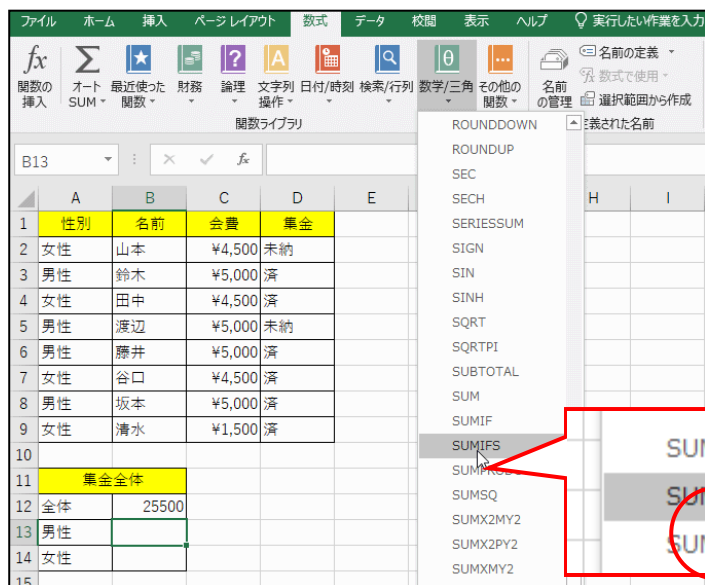 ファイル ホーム 挿入 ページ レイアウト 数式 データ 校閲 表示 ヘルプ 実行したい作業を入力
fx Σ ? A θ ...
関数の挿入 オート SUM 最近使った関数 財務 論理 文字列操作 日付/時刻 検索/行列 数学/三角 その他の関数 名前の管理
名前の定義
数式で使用
選択範囲から作成
関数ライブラリ 定義された名前
B13 fx
A B C D E H I
1 性別 名前 会費 集金
2 女性 山本 ¥4,500 未納
3 男性 鈴木 ¥5,000 済
4 女性 田中 ¥4,500 済
5 男性 渡辺 ¥5,000 未納
6 男性 藤井 ¥5,000 済
7 女性 谷口 ¥4,500 済
8 男性 坂本 ¥5,000 済
9 女性 清水 ¥1,500 済
10
11 集金全体
12 全体 25500
13 男性
14 女性
15
ROUNDDOWN
ROUNDUP
SEC
SECH
SERIESSUM
SIGN
SIN
SINH
SQRT
SQRTPI
SUBTOTAL
SUM
SUMIF
SUMIFS
SUMSQ
SUMX2MY2
SUMX2PY2
SUMXMY2